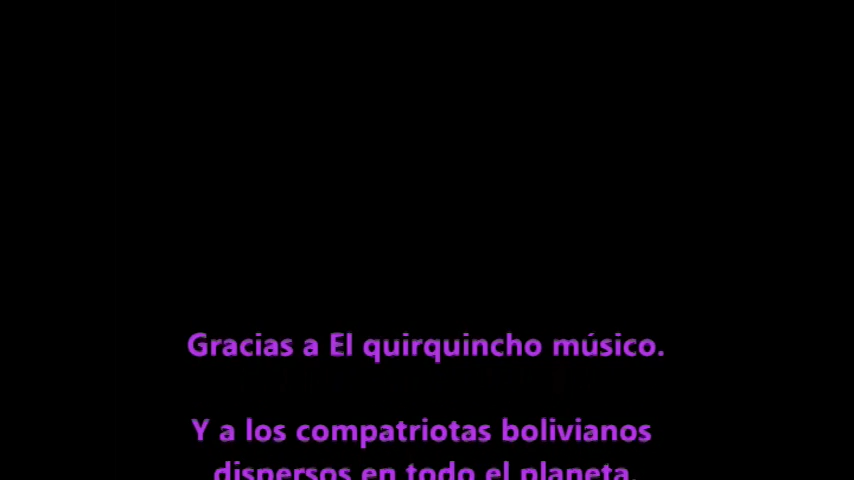 Gracias a El quirquincho músico.
Y a los compatriotas bolivianos
dispersos en todo el planeta.